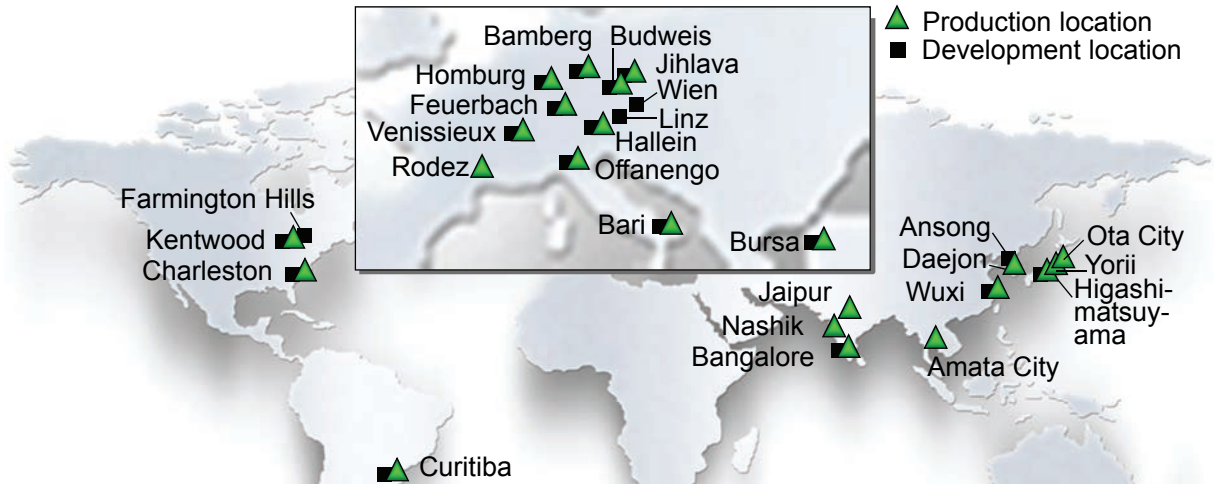 Production location
Development location
Bamberg
Budweis
Homburg
Jihlava
Feuerbach
Wien
Venissieux
Linz
Hallein
Rodez
Offanengo
Bari
Bursa
Farmington Hills
Kentwood
Charleston
Ansong
Ota City
Daejon
Yorii
Wuxi
Higashi-
matsuy-
ama
Jaipur
Nashik
Bangalore
Amata City
Curitiba